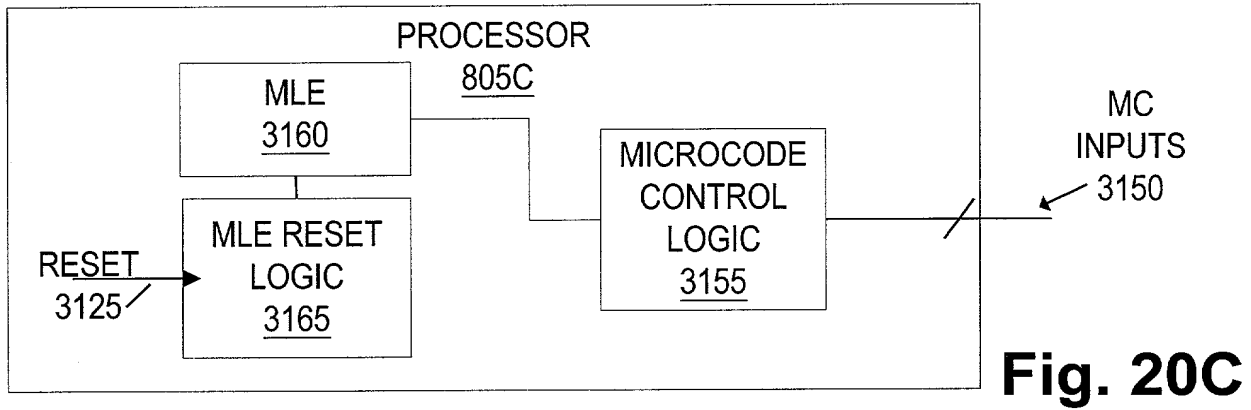 PROCESSOR
805C
MLE
3160
MICROCODE
CONTROL
LOGIC
3155
MC
INPUTS
3150
MLE RESET
LOGIC
3165
RESET
3125
Fig. 20C